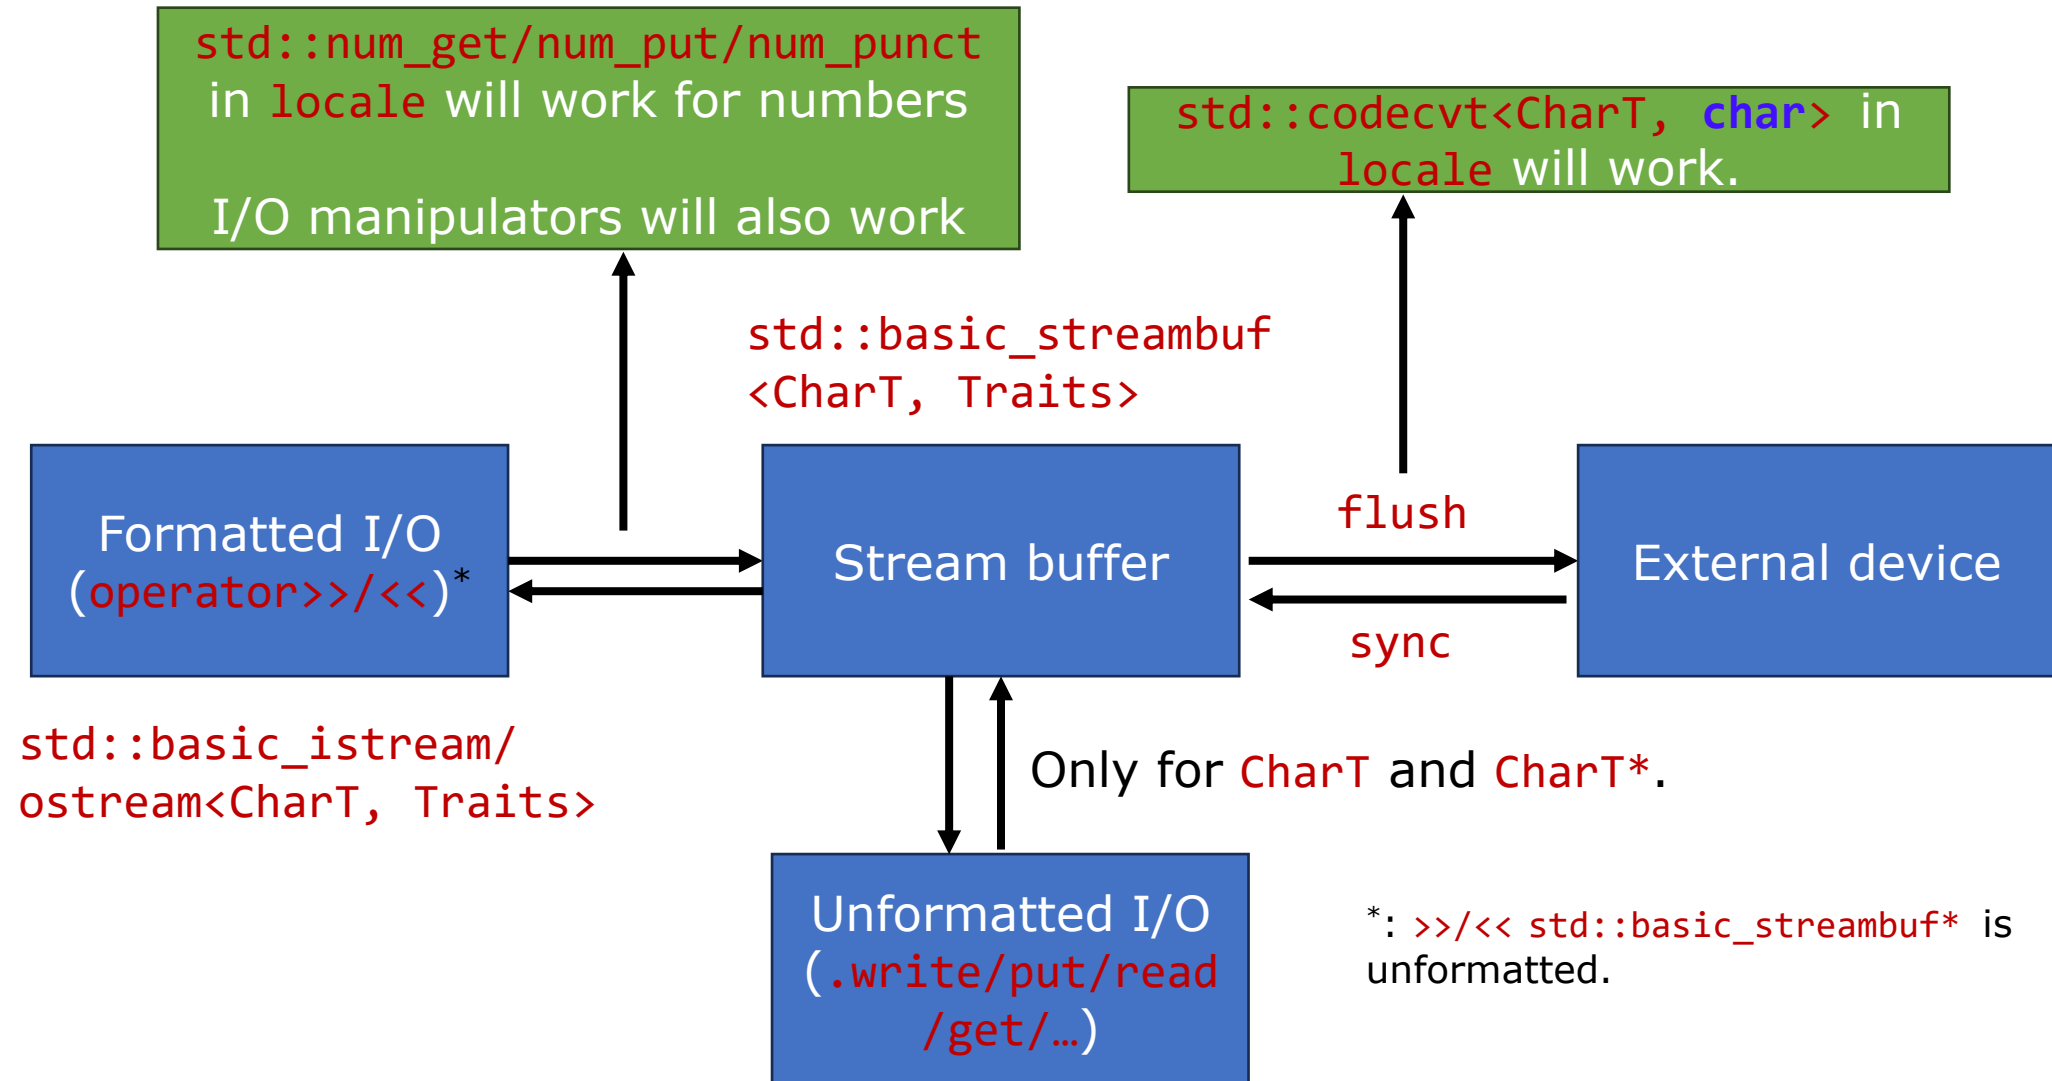 std::num_get/num_put/num_punct
in locale will work for numbers
I/O manipulators will also work
std::codecvt<CharT, char> in
locale will work.
std::basic_streambuf
<CharT, Traits>
Formatted I/O
(operator>>/<<)*
Stream buffer
flush
sync
External device
std::basic_istream/
ostream<CharT, Traits>
Only for CharT and CharT*.
Unformatted I/O
(.write/put/read
/get/…)
*: >>/<< std::basic_streambuf* is
unformatted.